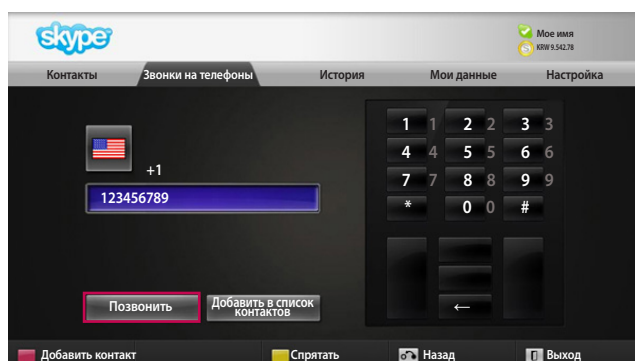 skype
Мое имя
KRW 9.542.78
Контакты Звонки на телефоны История Мои данные Настройка
+1
123456789
1 1 2 2 3 3
4 4 5 5 6 6
7 7 8 8 9 9
* 0 0 #
←
Позвонить Добавить в список
контактов
Добавить контакт Спрятать Назад Выход